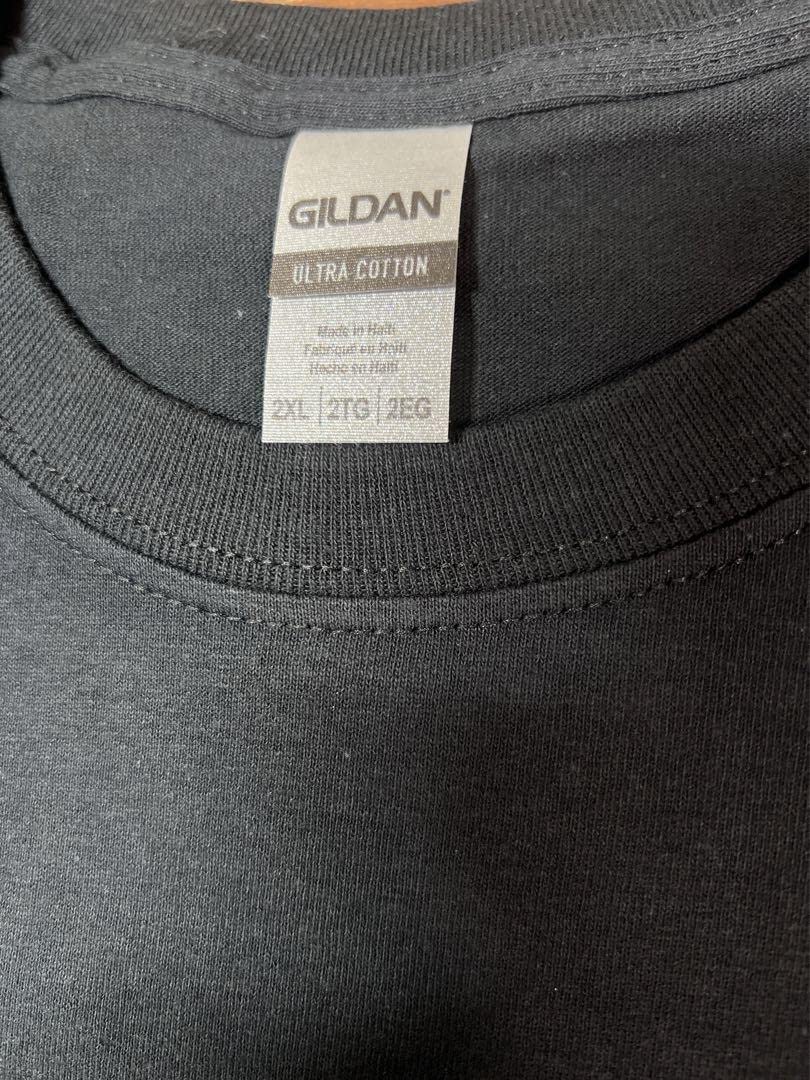 GILDAN®
ULTRA COTTON
Made in Haiti
Fabriqué en Haïti
Hecho en Haití
2XL | 2TG | 2EG